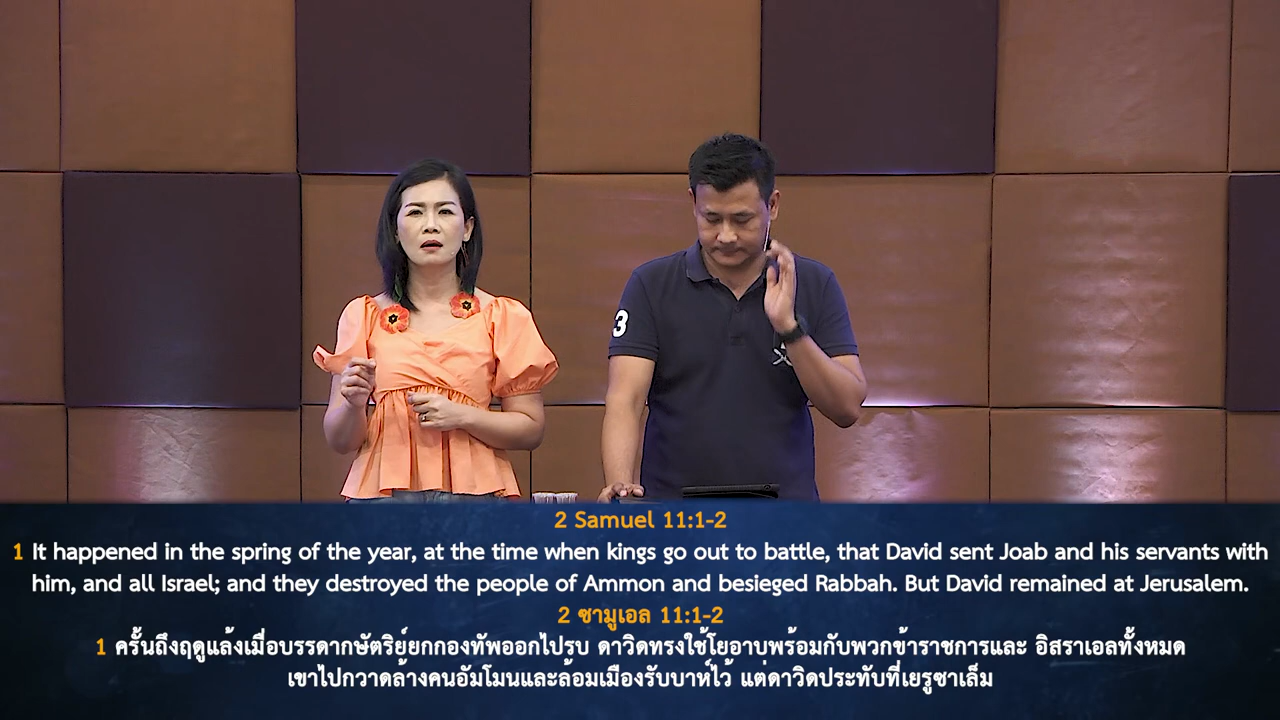 3
2 Samuel 11:1-2
1 It happened in the spring of the year, at the time when kings go out to battle, that David sent Joab and his servants with
him, and all Israel; and they destroyed the people of Ammon and besieged Rabbah. But David remained at Jerusalem.
2 ซามูเอล 11:1-2
1 ครั้นถึงฤดูแล้งเมื่อบรรดากษัตริย์ยกกองทัพออกไปรบ ดาวิดทรงใช้โยอาบพร้อมกับพวกข้าราชการและ อิสราเอลทั้งหมด
เขาไปกวาดล้างคนอัมโมนและล้อมเมืองรับบาห์ไว้ แต่ดาวิดประทับที่เยรูซาเล็ม